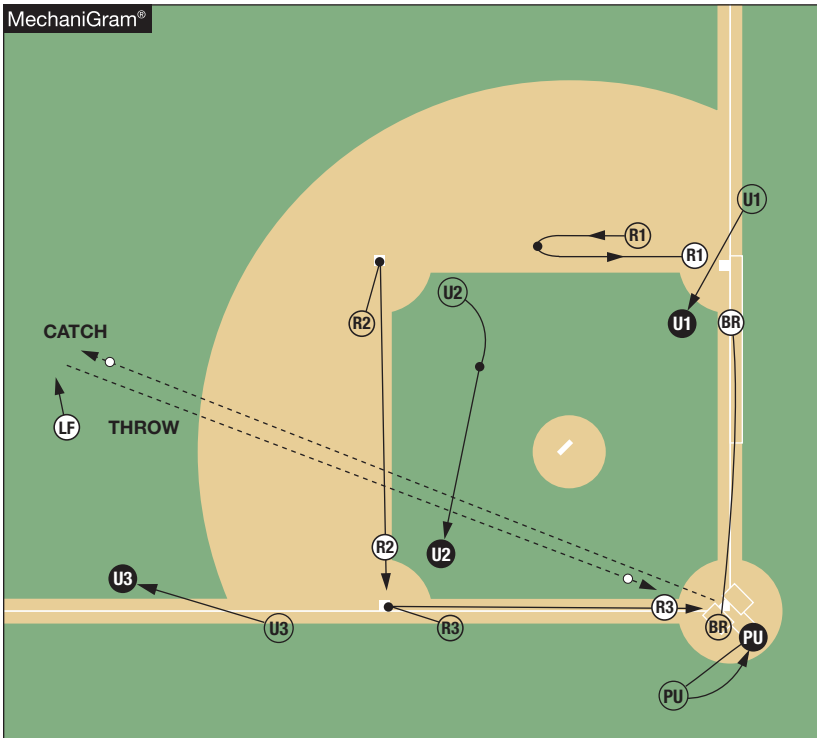 MechaniGram®
U1
R1
R1
U2
R2
CATCH
U1
BR
LF
THROW
R2
U2
U3
R3
U3
R3
BR
PU
PU